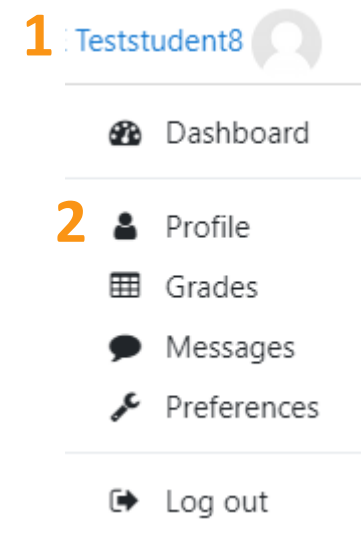 1 Teststudent8
Dashboard
2 Profile
Grades
Messages
Preferences
Log out